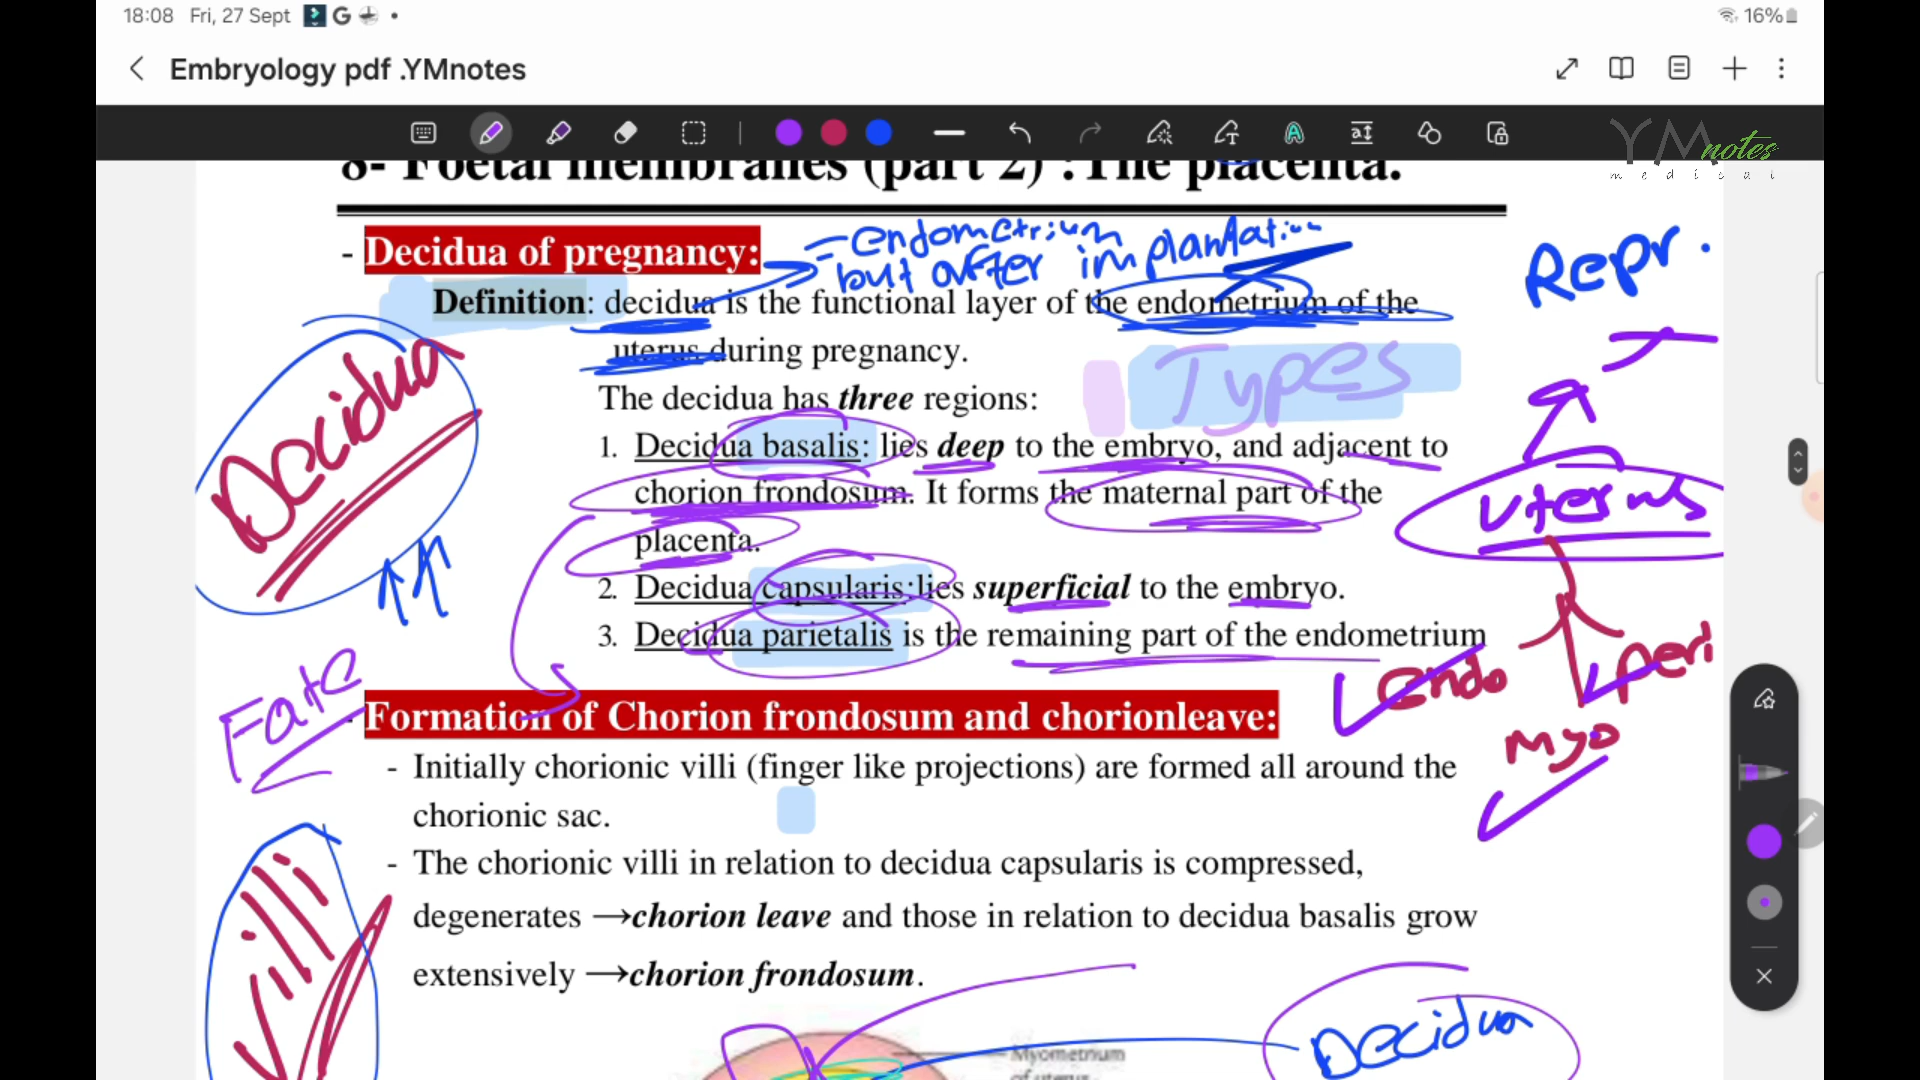 18:08 Fri, 27 Sept G 16%
Embryology pdf .YMnotes
YM notes
medical
8- Foetal membranes (part 2) :The placenta.
- Decidua of pregnancy:
- endometrium
but after implantation
Repr.
Definition: decidua is the functional layer of the endometrium of the
uterus during pregnancy.
Types
Decidua
The decidua has three regions:
1. Decidua basalis: lies deep to the embryo, and adjacent to
chorion frondosum. It forms the maternal part of the
placenta.
uterus
2. Decidua capsularis:lies superficial to the embryo.
3. Decidua parietalis is the remaining part of the endometrium
endo
peri
myo
Fate
- Formation of Chorion frondosum and chorionleave:
- Initially chorionic villi (finger like projections) are formed all around the
chorionic sac.
- The chorionic villi in relation to decidua capsularis is compressed,
degenerates →chorion leave and those in relation to decidua basalis grow
extensively →chorion frondosum.
villi
Decidua
Myometrium
of uterus